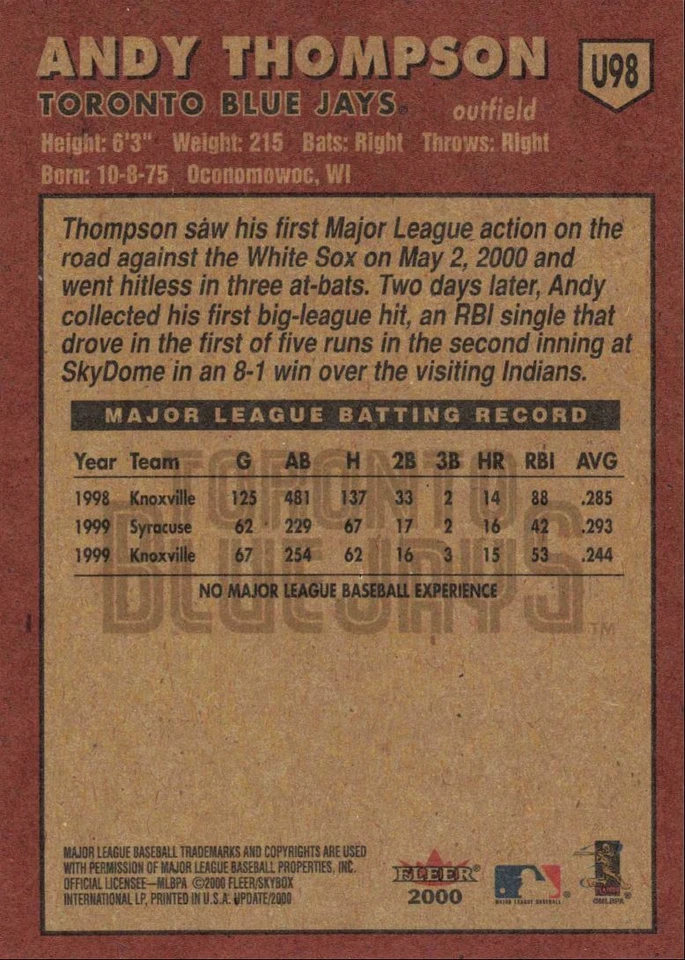 ANDY THOMPSON
U98
TORONTO BLUE JAYS® outfield
Height: 6'3" Weight: 215 Bats: Right Throws: Right
Born: 10-8-75 Oconomowoc, WI
Thompson saw his first Major League action on the
road against the White Sox on May 2, 2000 and
went hitless in three at-bats. Two days later, Andy
collected his first big-league hit, an RBI single that
drove in the first of five runs in the second inning at
SkyDome in an 8-1 win over the visiting Indians.
MAJOR LEAGUE BATTING RECORD
Year Team G AB H 2B 3B HR RBI AVG
1998 Knoxville 125 481 137 33 2 14 88 .285
1999 Syracuse 62 229 67 17 2 16 42 .293
1999 Knoxville 67 254 62 16 3 15 53 .244
NO MAJOR LEAGUE BASEBALL EXPERIENCE
TORONTO
BLUE JAYS™
MAJOR LEAGUE BASEBALL TRADEMARKS AND COPYRIGHTS ARE USED
WITH PERMISSION OF MAJOR LEAGUE BASEBALL PROPERTIES, INC.
OFFICIAL LICENSEE—MLBPA ©2000 FLEER/SKYBOX
INTERNATIONAL LP, PRINTED IN U.S.A. UPDATE/2000
FLEER®
2000
MAJOR LEAGUE BASEBALL®
©MLBPA